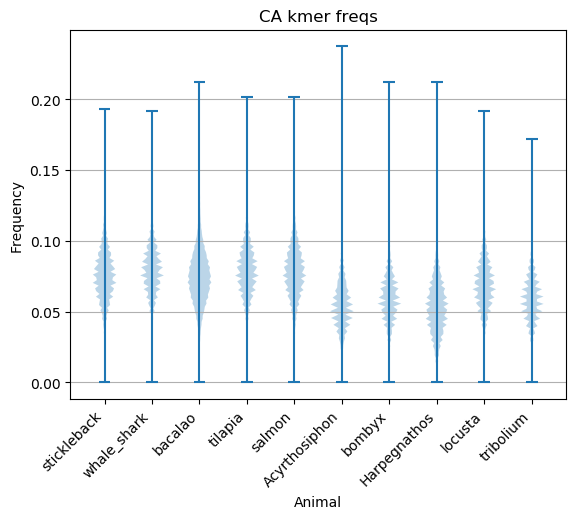 CA kmer freqs
Frequency
0.20
0.15
0.10
0.05
0.00
stickleback
whale_shark
bacalao
tilapia
salmon
Acyrthosiphon
bombyx
Harpegnathos
locusta
tribolium
Animal